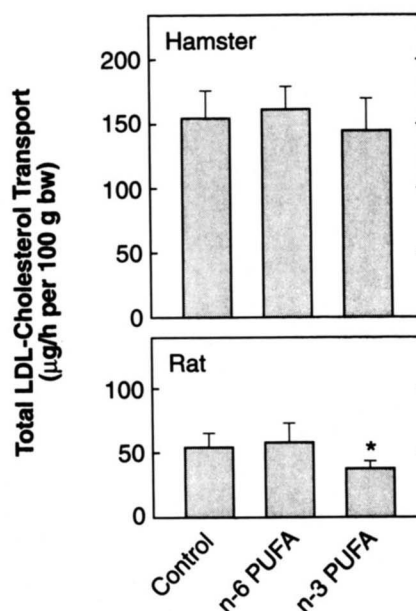 Total LDL-Cholesterol Transport
(µg/h per 100 g bw)
Hamster
200
150
100
50
0
Rat
*
100
50
0
Control
n-6 PUFA
n-3 PUFA